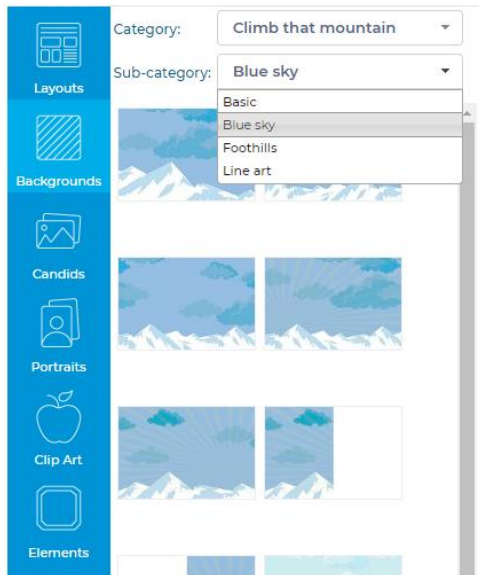 Category: Climb that mountain
Sub-category: Blue sky
Basic
Blue sky
Foothills
Line art
Layouts
Backgrounds
Candids
Portraits
Clip Art
Elements